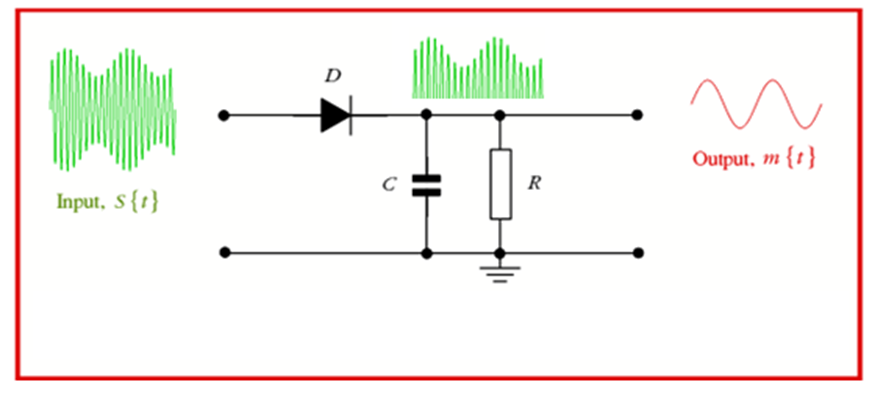 D
C
R
Input, S{t}
Output, m{t}